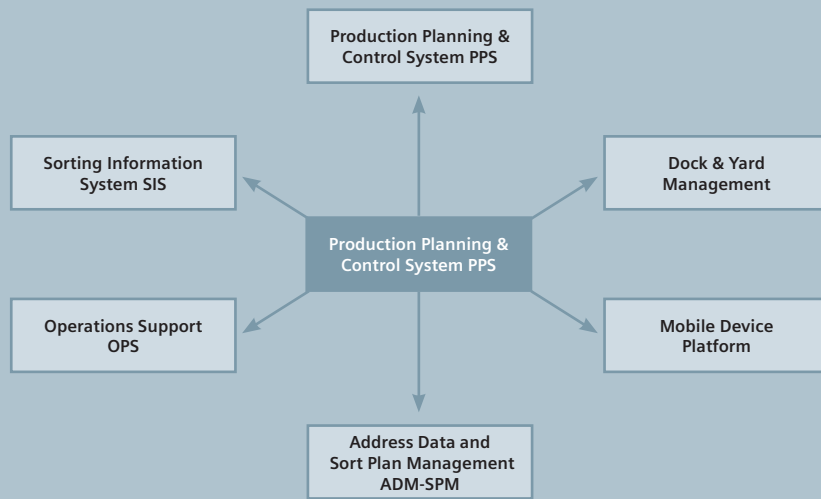 Production Planning &
Control System PPS
Sorting Information
System SIS
Dock & Yard
Management
Production Planning &
Control System PPS
Operations Support
OPS
Mobile Device
Platform
Address Data and
Sort Plan Management
ADM-SPM